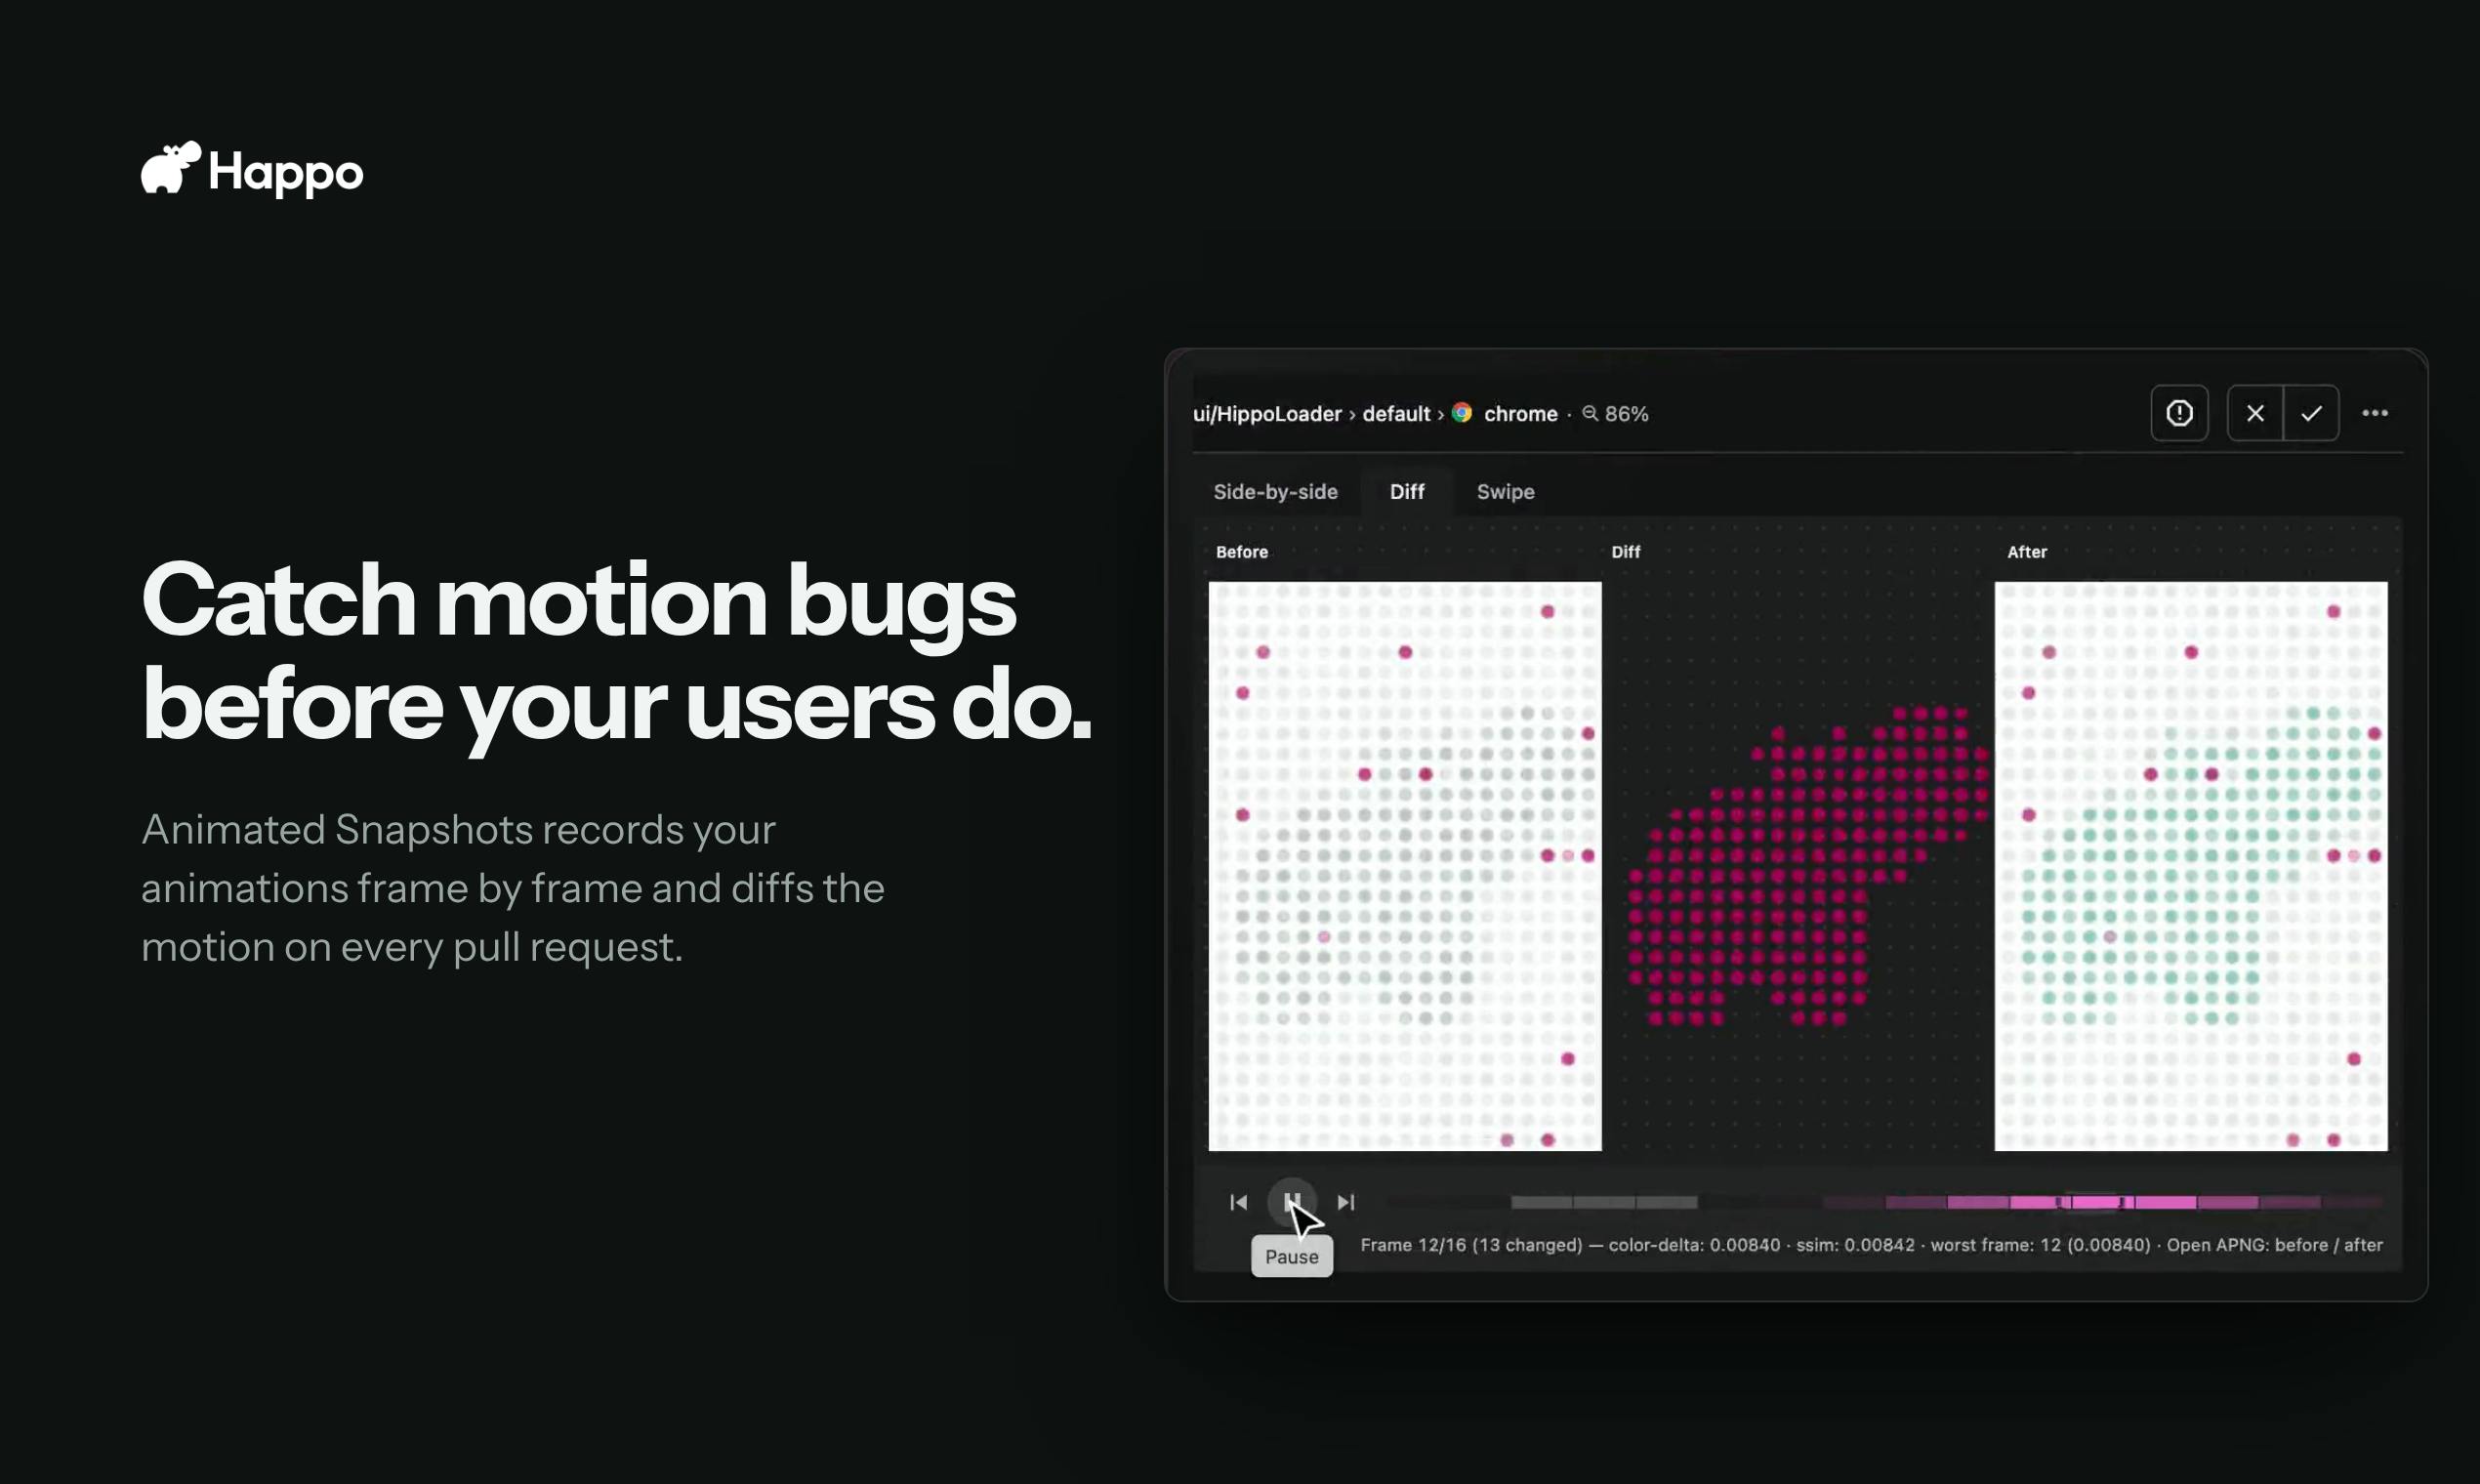 Happo
Catch motion bugs
before your users do.
Animated Snapshots records your
animations frame by frame and diffs the
motion on every pull request.
ui/HippoLoader › default › chrome · 86%
Side-by-side Diff Swipe
Before Diff After
Pause
Frame 12/16 (13 changed) — color-delta: 0.00840 · ssim: 0.00842 · worst frame: 12 (0.00840) · Open APNG: before / after